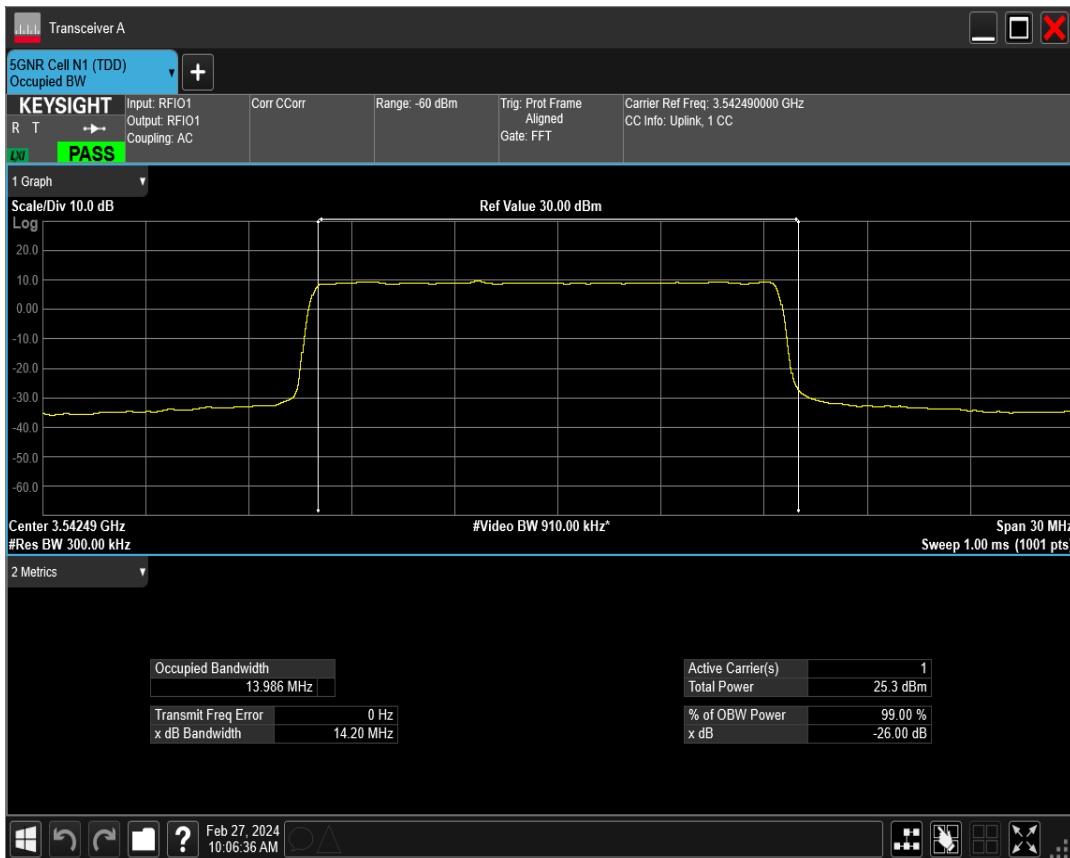 Transceiver A
5GNR Cell N1 (TDD)
Occupied BW
KEYSIGHT
R T
LXI
PASS
Input: RFIO1
Output: RFIO1
Coupling: AC
Corr CCorr
Range: -60 dBm
Trig: Prot Frame
Aligned
Gate: FFT
Carrier Ref Freq: 3.542490000 GHz
CC Info: Uplink, 1 CC
1 Graph
Scale/Div 10.0 dB
Ref Value 30.00 dBm
Log
20.0
10.0
0.00
-10.0
-20.0
-30.0
-40.0
-50.0
-60.0
Center 3.54249 GHz
#Video BW 910.00 kHz*
Span 30 MHz
#Res BW 300.00 kHz
Sweep 1.00 ms (1001 pts)
2 Metrics
Occupied Bandwidth
13.986 MHz
Transmit Freq Error 0 Hz
x dB Bandwidth 14.20 MHz
Active Carrier(s) 1
Total Power 25.3 dBm
% of OBW Power 99.00 %
x dB -26.00 dB
?
Feb 27, 2024
10:06:36 AM